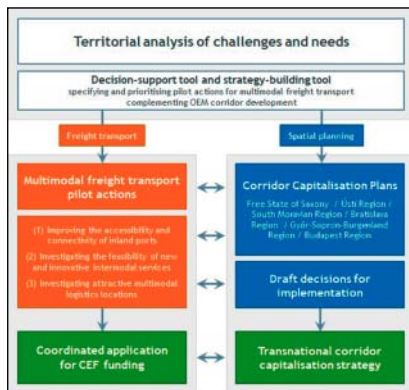 Territorial analysis of challenges and needs
Decision-support tool and strategy-building tool
specifying and prioritising pilot actions for multimodal freight transport
complementing OEM corridor development
Freight transport
Spatial planning
Multimodal freight transport
pilot actions
(1) Improving the accessibility and
connectivity of inland ports
(2) Investigating the feasibility of new
and innovative intermodal services
(3) Investigating attractive multimodal
logistics locations
Coordinated application
for CEF funding
Corridor Capitalisation Plans
Free State of Saxony / Ústi Region /
South Moravian Region / Bratislava
Region / Györ-Sopron-Burgenland
Region / Budapest Region
Draft decisions for
implementation
Transnational corridor
capitalisation strategy